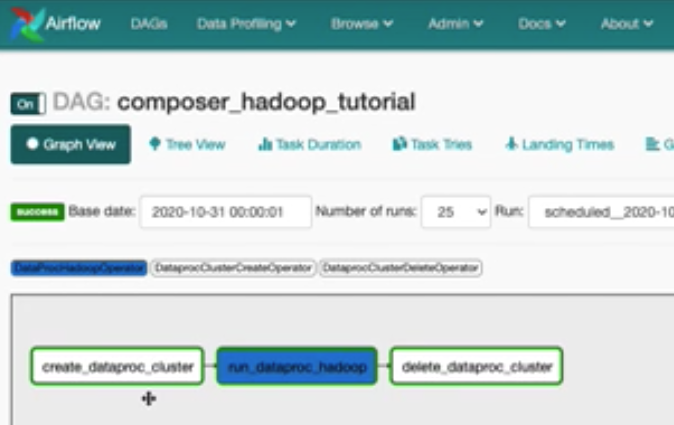 Airflow DAGs Data Profiling Browse Admin Docs About
On DAG: composer_hadoop_tutorial
Graph View Tree View Task Duration Task Tries Landing Times G
success Base date: 2020-10-31 00:00:01 Number of runs: 25 Run: scheduled__2020-10
DataProcHadoopOperator DataprocClusterCreateOperator DataprocClusterDeleteOperator
create_dataproc_cluster run_dataproc_hadoop delete_dataproc_cluster